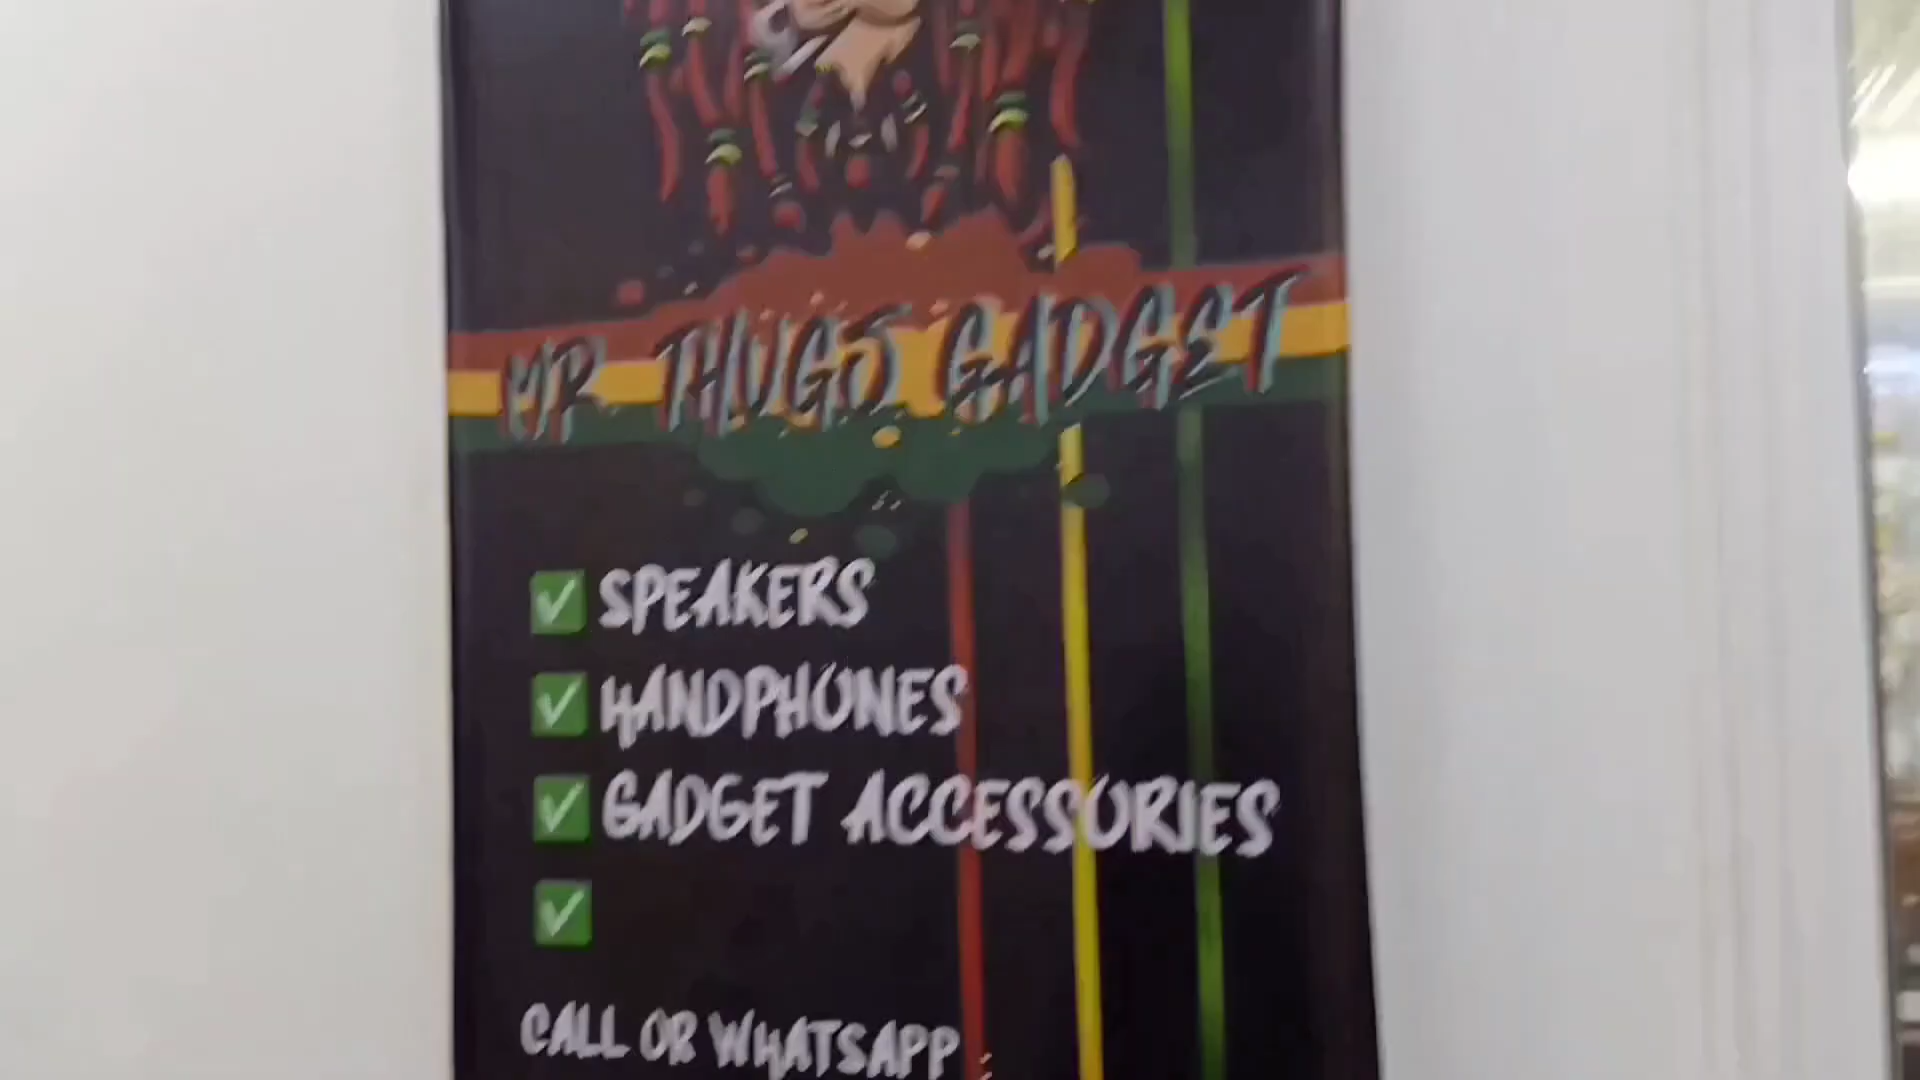 MR. THUGS GADGET
✅ SPEAKERS
✅ HANDPHONES
✅ GADGET ACCESSORIES
✅
CALL OR WHATSAPP :